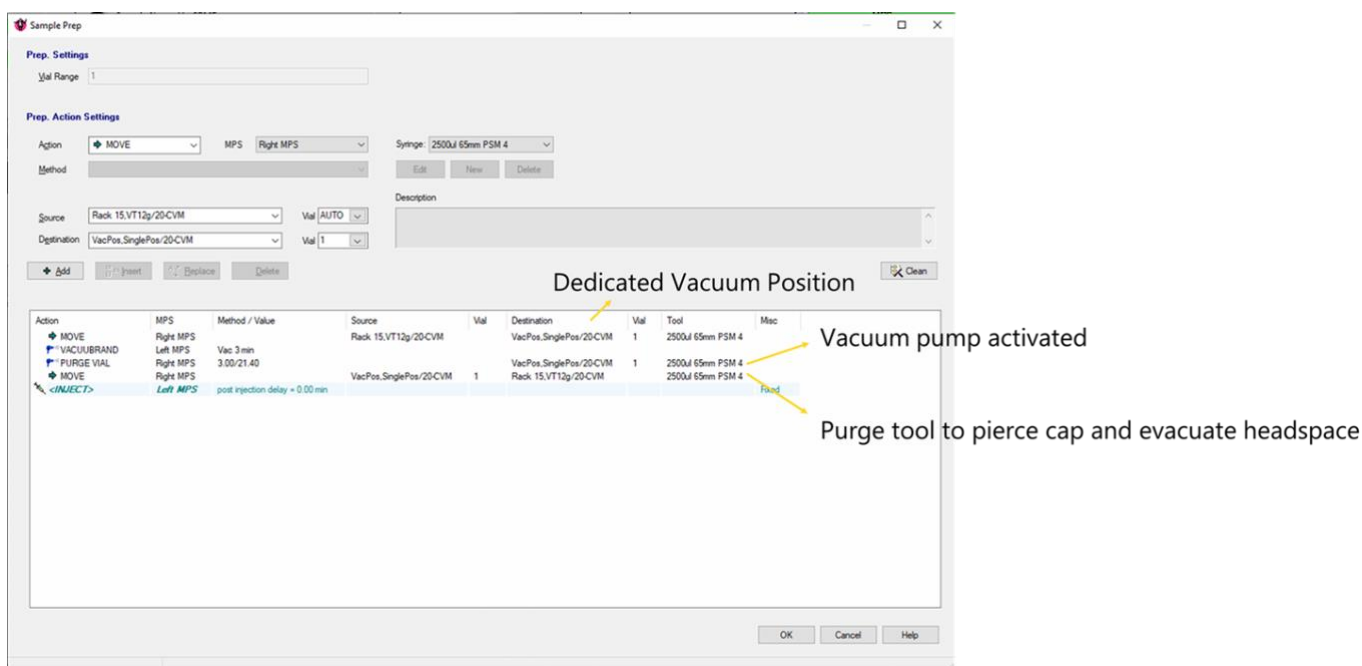 Sample Prep
Prep. Settings
Vial Range 1
Prep. Action Settings
Action MOVE MPS Right MPS Syringe: 2500ul 65mm PSM 4
Method Edit New Delete
Description
Source Rack 15,VT12g/20-CVM Vial AUTO
Destination VacPos,SinglePos/20-CVM Vial 1
Add Insert Replace Delete Clean
Dedicated Vacuum Position
Action MPS Method / Value Source Vial Destination Vial Tool Misc
MOVE Right MPS Rack 15,VT12g/20-CVM VacPos,SinglePos/20-CVM 1 2500ul 65mm PSM 4
Vacuum pump activated
VACUUBRAND Left MPS Vac 3 min
PURGE VIAL Right MPS 3.00/21.40 VacPos,SinglePos/20-CVM 1 2500ul 65mm PSM 4
MOVE Right MPS VacPos,SinglePos/20-CVM 1 Rack 15,VT12g/20-CVM 2500ul 65mm PSM 4
<INJECT> Left MPS post injection delay = 0.00 min Fixed
Purge tool to pierce cap and evacuate headspace
OK Cancel Help